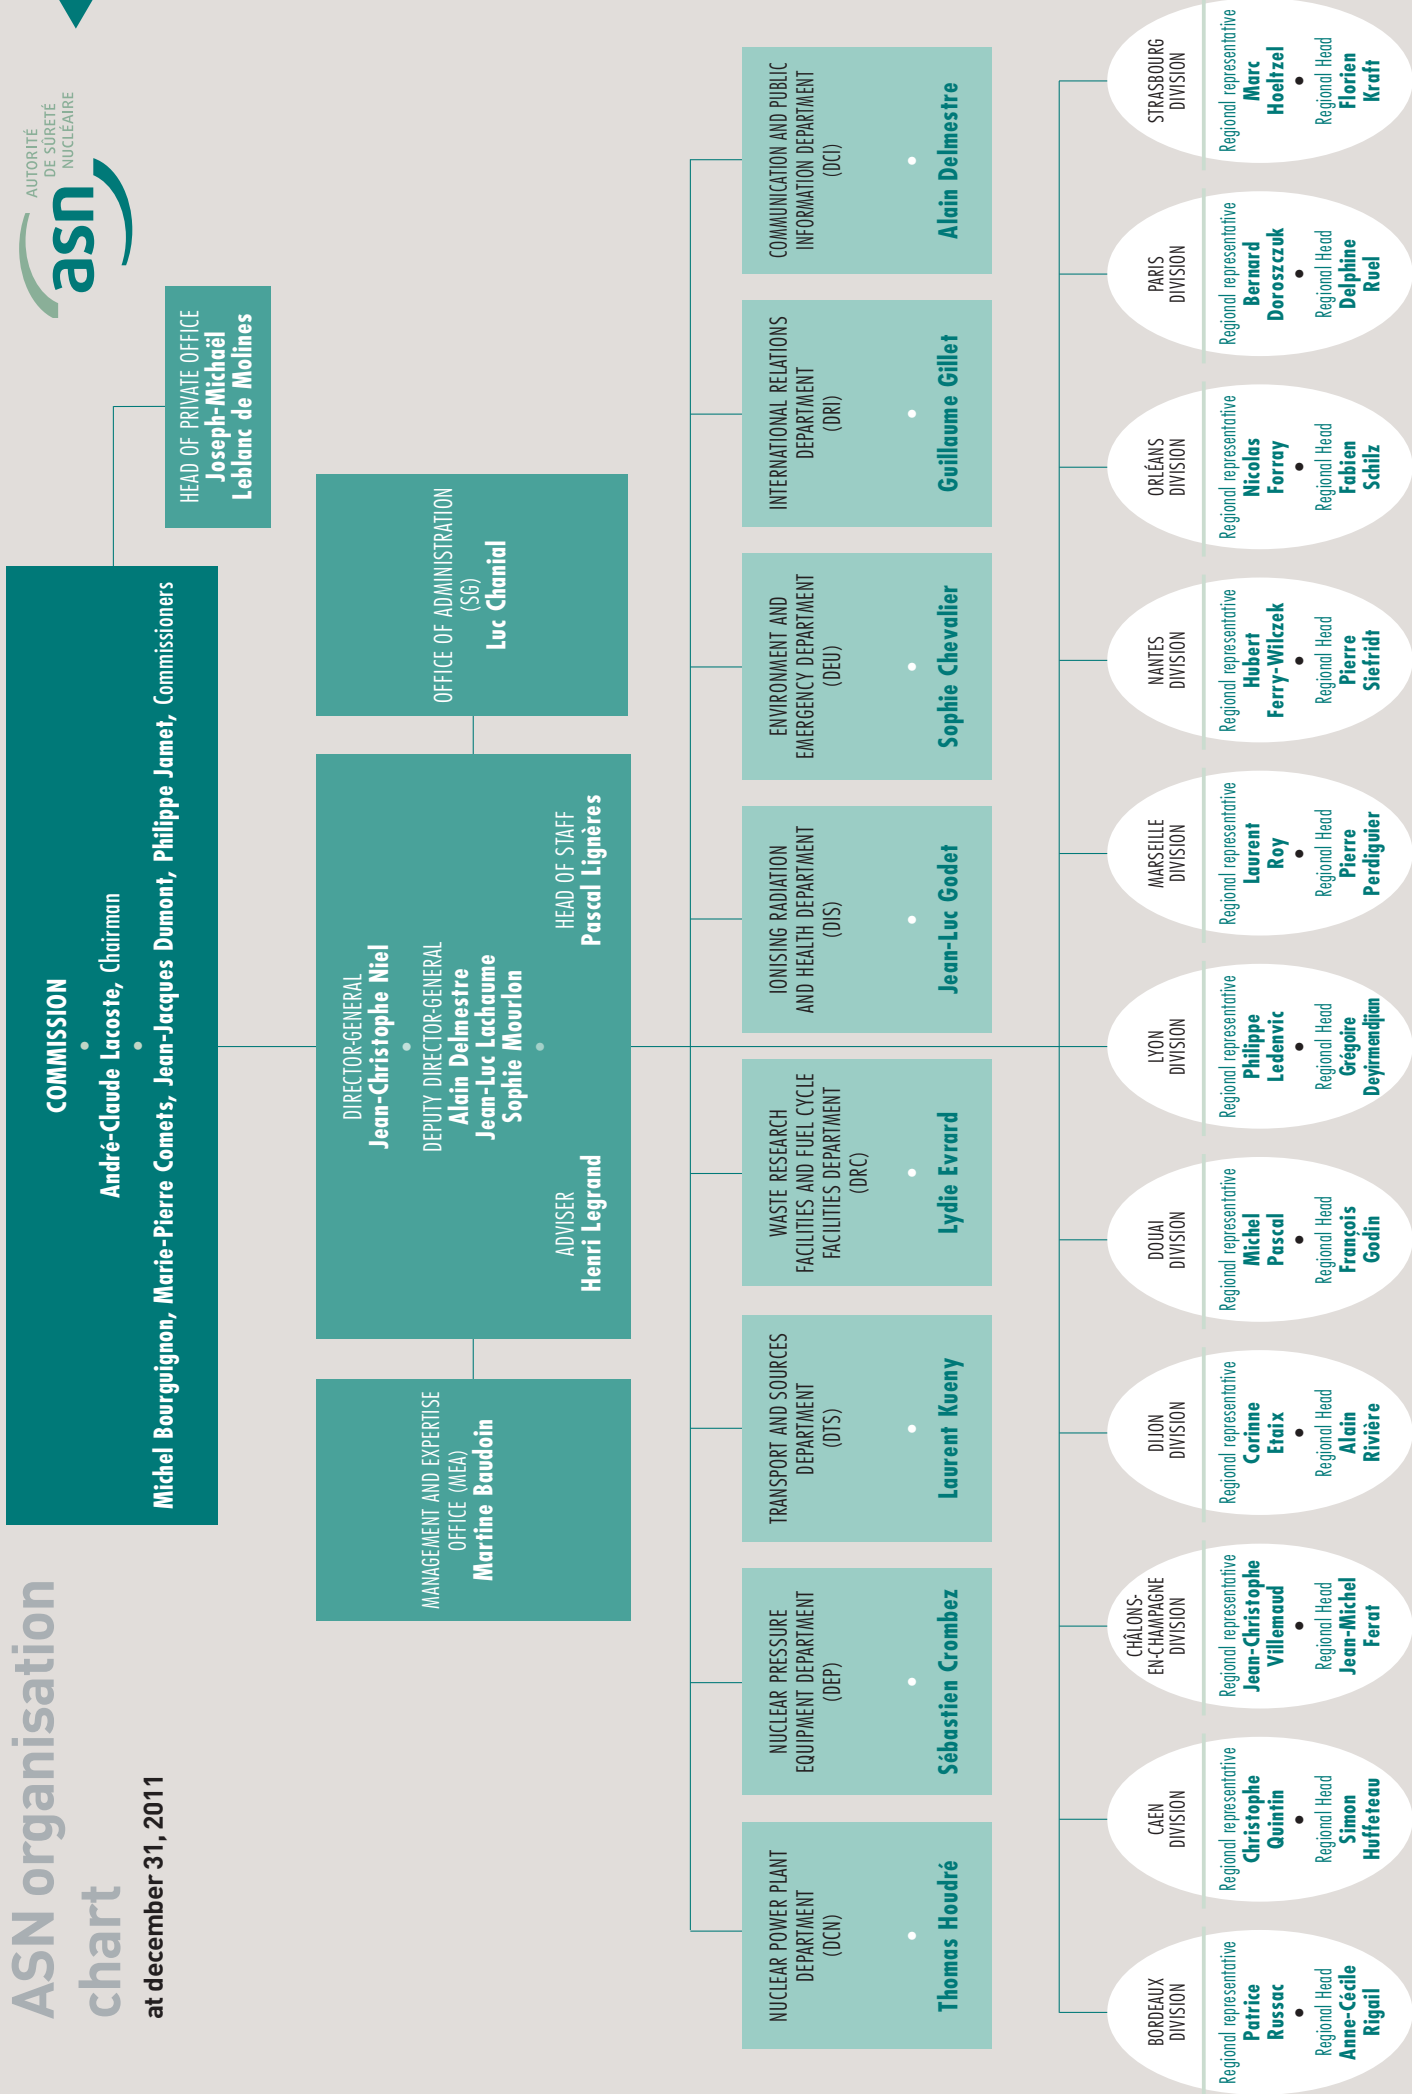 ASN organisation
chart
at december 31, 2011
AUTORITÉ
DE SÛRETÉ
NUCLÉAIRE
asn
COMMISSION
André-Claude Lacoste, Chairman
Michel Bourguignon, Marie-Pierre Comets, Jean-Jacques Dumont, Philippe Jamet, Commissioners
HEAD OF PRIVATE OFFICE
Joseph-Michaël
Leblanc de Molines
MANAGEMENT AND EXPERTISE
OFFICE (MEA)
Martine Baudoin
DIRECTOR-GENERAL
Jean-Christophe Niel
DEPUTY DIRECTOR-GENERAL
Alain Delmestre
Jean-Luc Lachaume
Sophie Mourlon
ADVISER
Henri Legrand
HEAD OF STAFF
Pascal Lignères
OFFICE OF ADMINISTRATION
(SG)
Luc Chanial
NUCLEAR POWER PLANT
DEPARTMENT
(DCN)
Thomas Houdré
NUCLEAR PRESSURE
EQUIPMENT DEPARTMENT
(DEP)
Sébastien Crombez
TRANSPORT AND SOURCES
DEPARTMENT
(DTS)
Laurent Kueny
WASTE RESEARCH
FACILITIES AND FUEL CYCLE
FACILITIES DEPARTMENT
(DRC)
Lydie Evrard
IONISING RADIATION
AND HEALTH DEPARTMENT
(DIS)
Jean-Luc Godet
ENVIRONMENT AND
EMERGENCY DEPARTMENT
(DEU)
Sophie Chevalier
INTERNATIONAL RELATIONS
DEPARTMENT
(DRI)
Guillaume Gillet
COMMUNICATION AND PUBLIC
INFORMATION DEPARTMENT
(DCI)
Alain Delmestre
BORDEAUX
DIVISION
Regional representative
Patrice
Russac
Regional Head
Anne-Cécile
Rigail
CAEN
DIVISION
Regional representative
Christophe
Quintin
Regional Head
Simon
Huffeteau
CHÂLONS-
EN-CHAMPAGNE
DIVISION
Regional representative
Jean-Christophe
Villemaud
Regional Head
Jean-Michel
Ferat
DIJON
DIVISION
Regional representative
Corinne
Etaix
Regional Head
Alain
Rivière
DOUAI
DIVISION
Regional representative
Michel
Pascal
Regional Head
François
Godin
LYON
DIVISION
Regional representative
Philippe
Ledenvic
Regional Head
Grégoire
Deyirmendjian
MARSEILLE
DIVISION
Regional representative
Laurent
Roy
Regional Head
Pierre
Perdiguier
NANTES
DIVISION
Regional representative
Hubert
Ferry-Wilczek
Regional Head
Pierre
Siefridt
ORLÉANS
DIVISION
Regional representative
Nicolas
Forray
Regional Head
Fabien
Schilz
PARIS
DIVISION
Regional representative
Bernard
Doroszczuk
Regional Head
Delphine
Ruel
STRASBOURG
DIVISION
Regional representative
Marc
Hoeltzel
Regional Head
Florien
Kraft